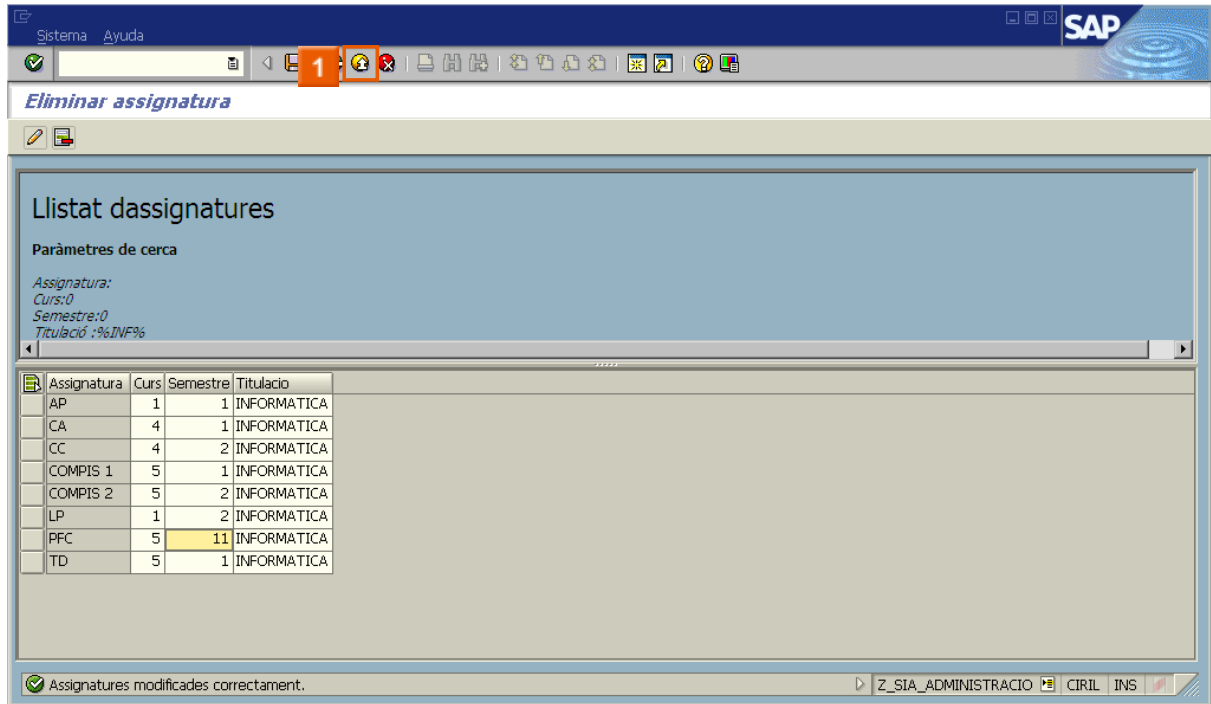 Sistema Ayuda
SAP
1
Eliminar assignatura
Llistat dassignatures
Paràmetres de cerca
Assignatura:
Curs:0
Semestre:0
Titulació :%INF%
Assignatura Curs Semestre Titulacio
AP 1 1 INFORMATICA
CA 4 1 INFORMATICA
CC 4 2 INFORMATICA
COMPIS 1 5 1 INFORMATICA
COMPIS 2 5 2 INFORMATICA
LP 1 2 INFORMATICA
PFC 5 11 INFORMATICA
TD 5 1 INFORMATICA
Assignatures modificades correctament.
Z_SIA_ADMINISTRACIO CIRIL INS